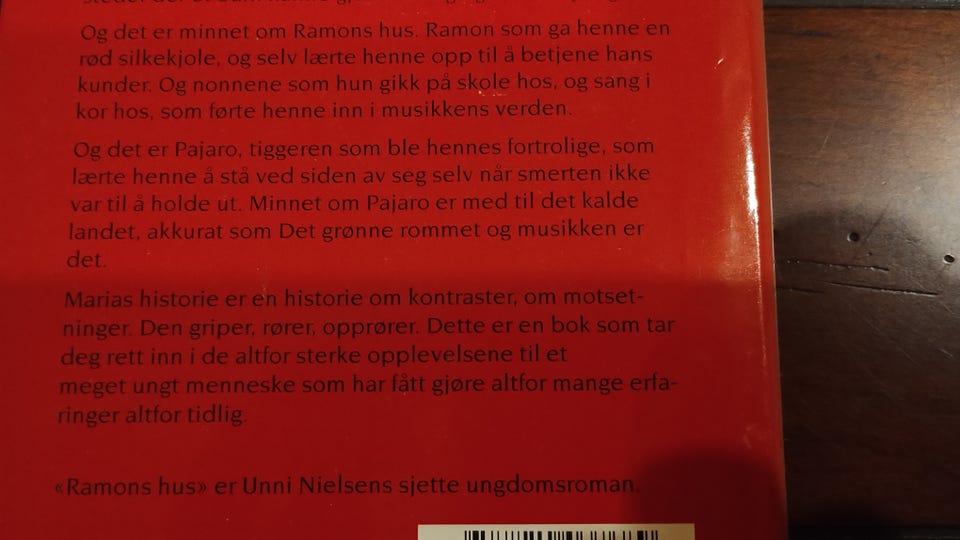 Og det er minnet om Ramons hus. Ramon som ga henne en
rød silkekjole, og selv lærte henne opp til å betjene hans
kunder. Og nonnene som hun gikk på skole hos, og sang i
kor hos, som førte henne inn i musikkens verden.
Og det er Pajaro, tiggeren som ble hennes fortrolige, som
lærte henne å stå ved siden av seg selv når smerten ikke
var til å holde ut. Minnet om Pajaro er med til det kalde
landet, akkurat som Det grønne rommet og musikken er
det.
Marias historie er en historie om kontraster, om motset-
ninger. Den griper, rører, opprører. Dette er en bok som tar
deg rett inn i de altfor sterke opplevelsene til et
meget ungt menneske som har fått gjøre altfor mange erfa-
ringer altfor tidlig.
«Ramons hus» er Unni Nielsens sjette ungdomsroman.